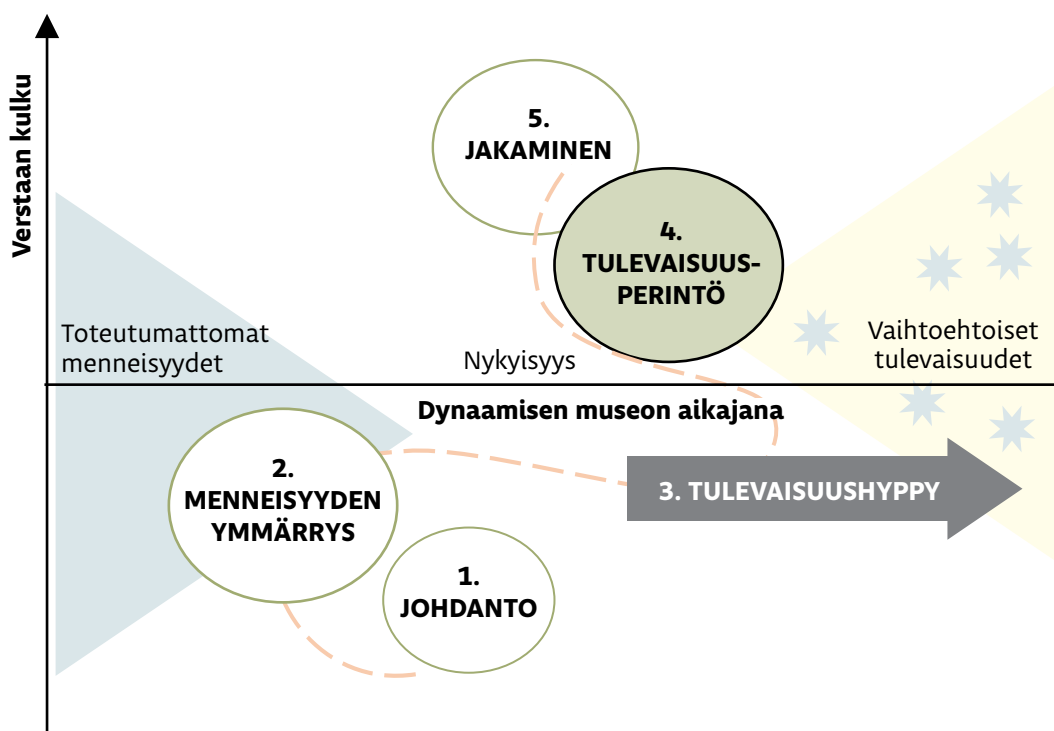 Verstaan kulku
5.
JAKAMINEN
4.
TULEVAISUUS-
PERINTÖ
Toteutumattomat
menneisyydet
Nykyisyys
Vaihtoehtoiset
tulevaisuudet
Dynaamisen museon aikajana
2.
MENNEISYYDEN
YMMÄRRYS
3. TULEVAISUUSHYPPY
1.
JOHDANTO